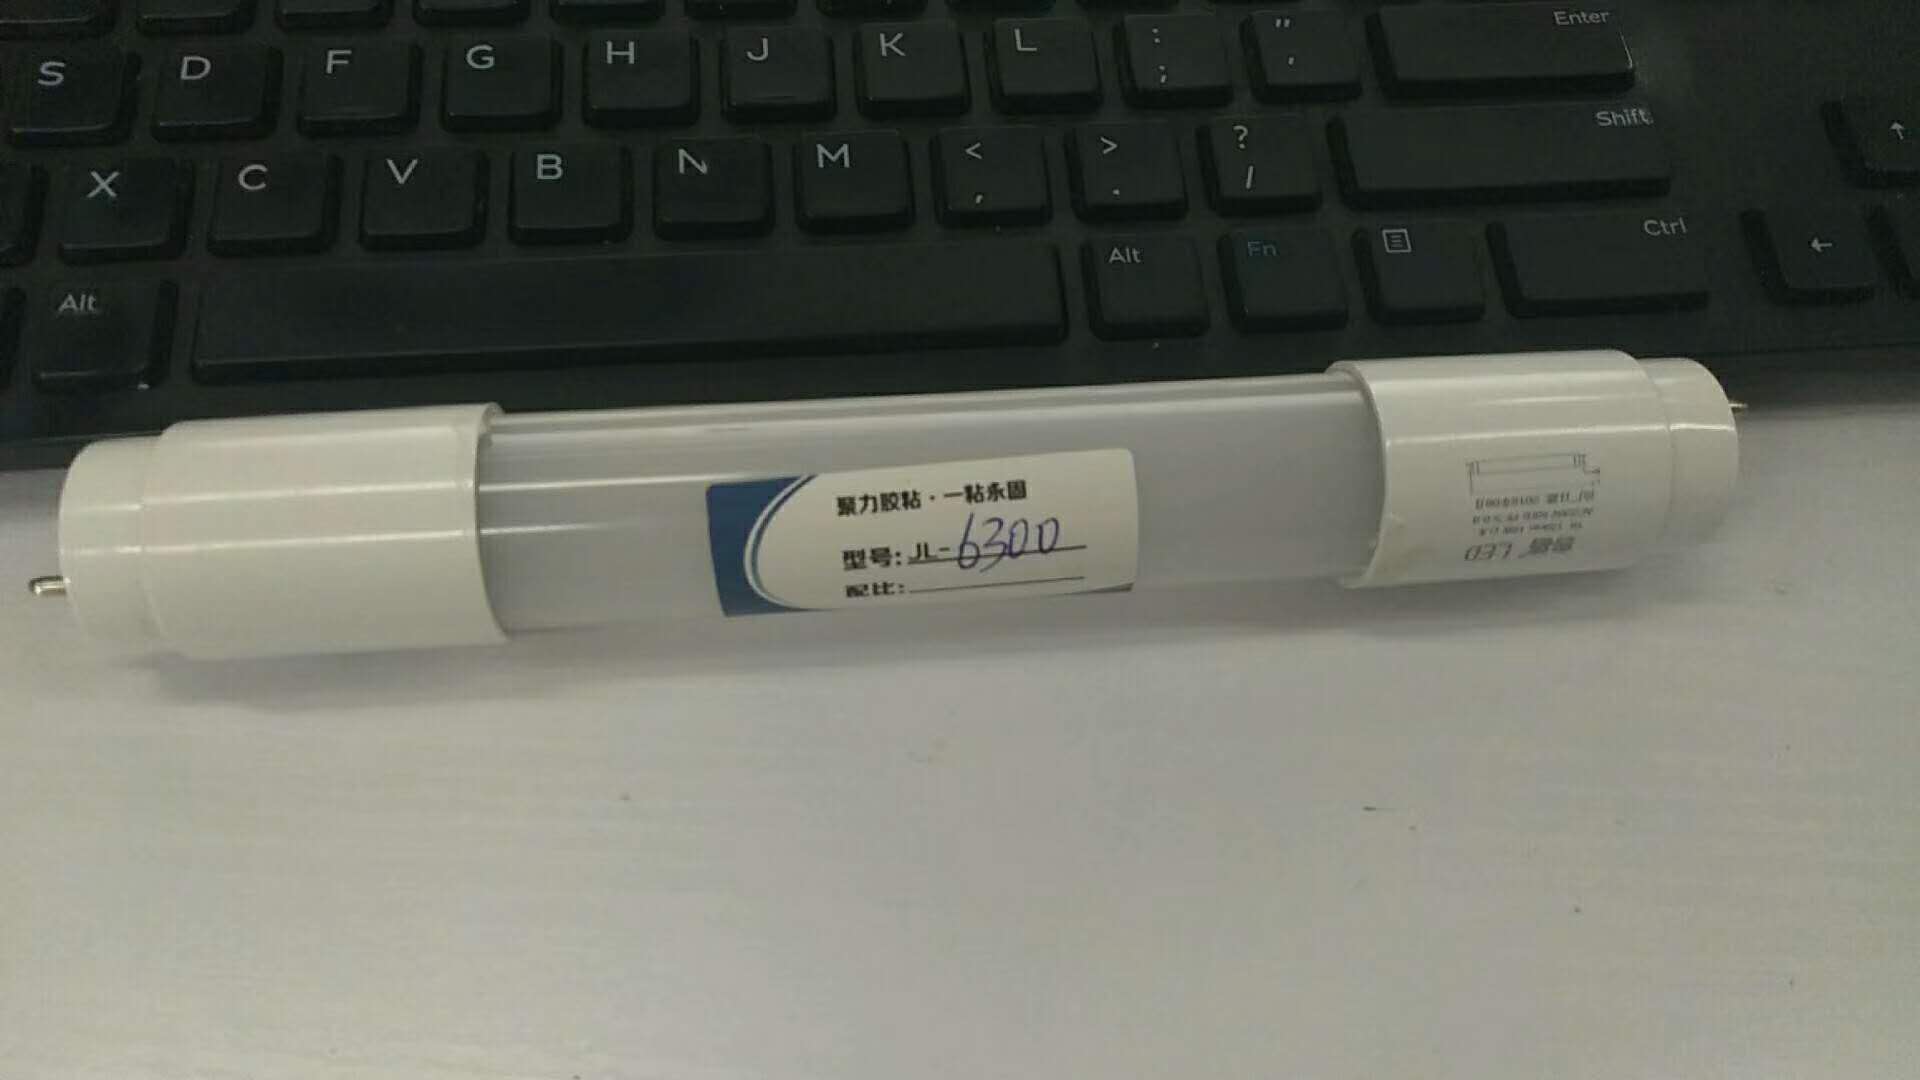 Enter
S D F G H J K L : ; " '
Shift
X C V B N M < , > . ? /
Ctrl
Alt Alt Fn
聚力胶粘·一粘永固
型号: JL-6300
配比:
LED